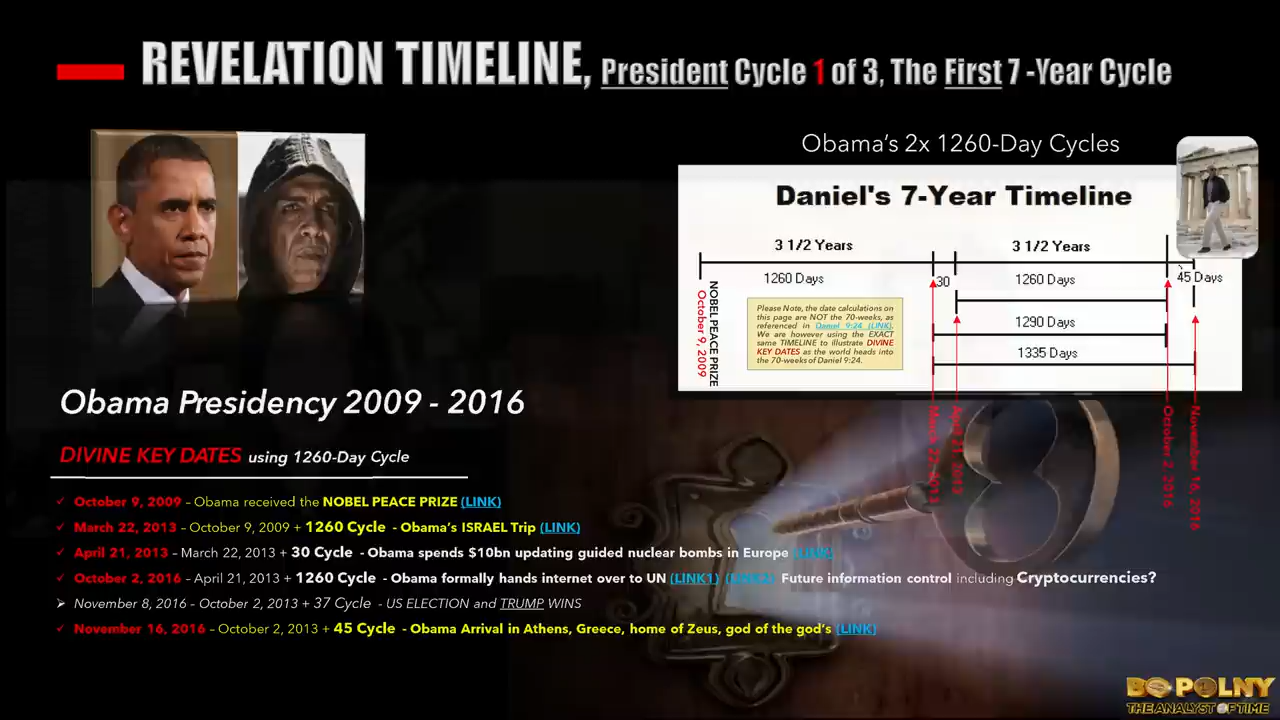 REVELATION TIMELINE, President Cycle 1 of 3, The First 7 -Year Cycle
Obama's 2x 1260-Day Cycles
Daniel's 7-Year Timeline
3 1/2 Years
3 1/2 Years
1260 Days
30
1260 Days
45 Days
1290 Days
1335 Days
NOBEL PEACE PRIZE
October 9, 2009
Please Note, the date calculations on
this page are NOT the 70-weeks, as
referenced in Daniel 9:24 (LINK).
We are however using the EXACT
same TIMELINE to illustrate DIVINE
KEY DATES as the world heads into
the 70-weeks of Daniel 9:24.
March 22, 2013
April 21, 2013
October 2, 2016
November 16, 2016
Obama Presidency 2009 - 2016
DIVINE KEY DATES using 1260-Day Cycle
✓ October 9, 2009 – Obama received the NOBEL PEACE PRIZE (LINK)
✓ March 22, 2013 – October 9, 2009 + 1260 Cycle - Obama's ISRAEL Trip (LINK)
✓ April 21, 2013 – March 22, 2013 + 30 Cycle - Obama spends $10bn updating guided nuclear bombs in Europe (LINK)
✓ October 2, 2016 – April 21, 2013 + 1260 Cycle - Obama formally hands internet over to UN (LINK1) (LINK2) Future information control including Cryptocurrencies?
➢ November 8, 2016 – October 2, 2013 + 37 Cycle - US ELECTION and TRUMP WINS
✓ November 16, 2016 – October 2, 2013 + 45 Cycle - Obama Arrival in Athens, Greece, home of Zeus, god of the god's (LINK)
BO POLNY
THE ANALYST OF TIME